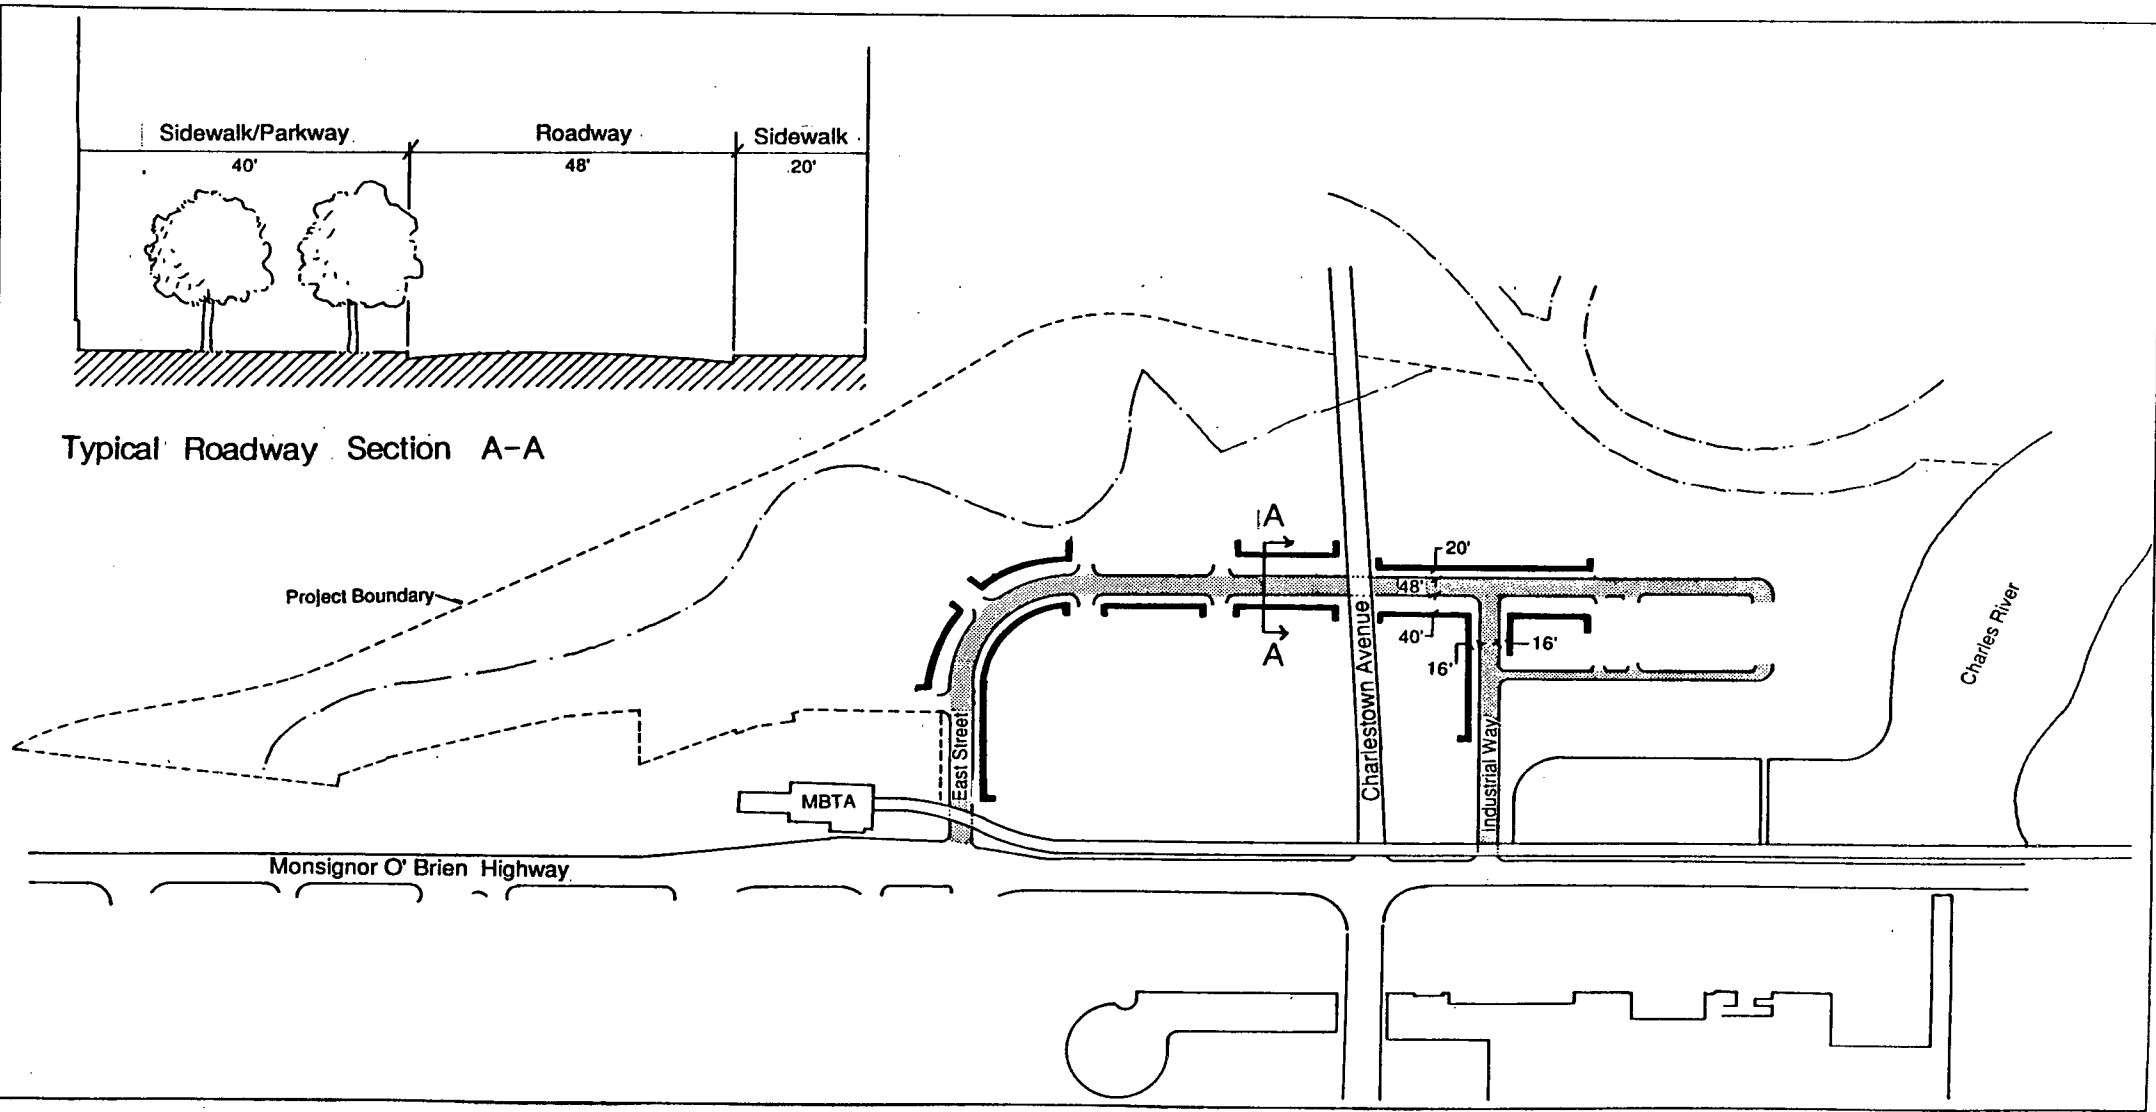 Sidewalk/Parkway
40'
Roadway
48'
Sidewalk
20'
Typical Roadway Section A-A
Project Boundary
A
A
20'
48'
40'
16'
16'
Charlestown Avenue
East Street
Industrial Way
Charles River
MBTA
Monsignor O' Brien Highway